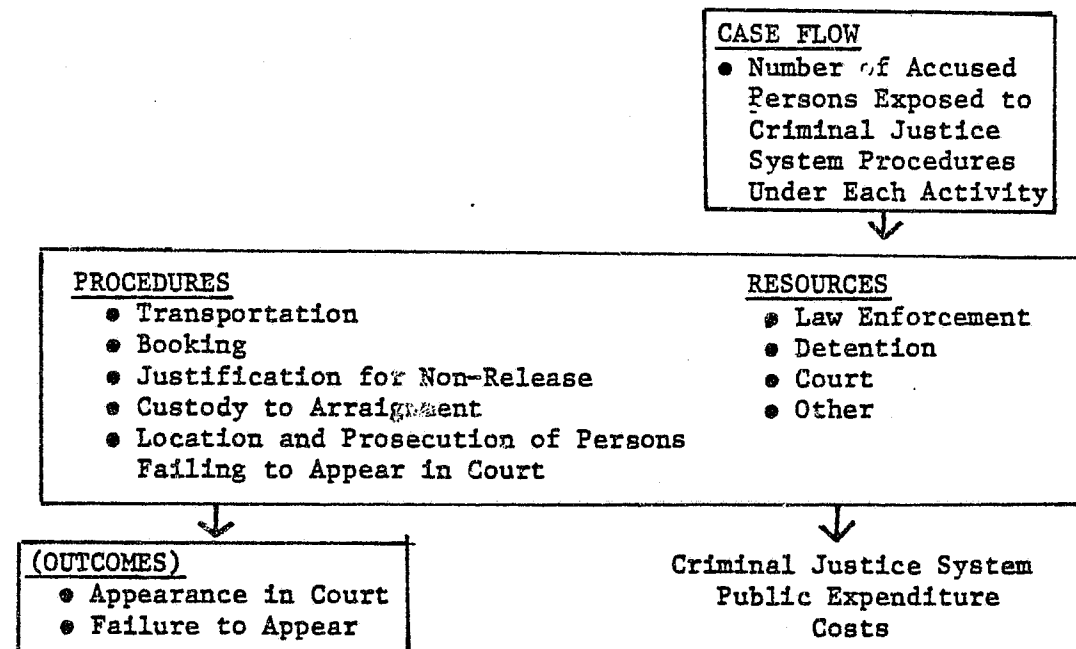 CASE FLOW
● Number of Accused
Persons Exposed to
Criminal Justice
System Procedures
Under Each Activity
PROCEDURES
● Transportation
● Booking
● Justification for Non-Release
● Custody to Arraignment
● Location and Prosecution of Persons
Failing to Appear in Court
RESOURCES
● Law Enforcement
● Detention
● Court
● Other
(OUTCOMES)
● Appearance in Court
● Failure to Appear
Criminal Justice System
Public Expenditure
Costs